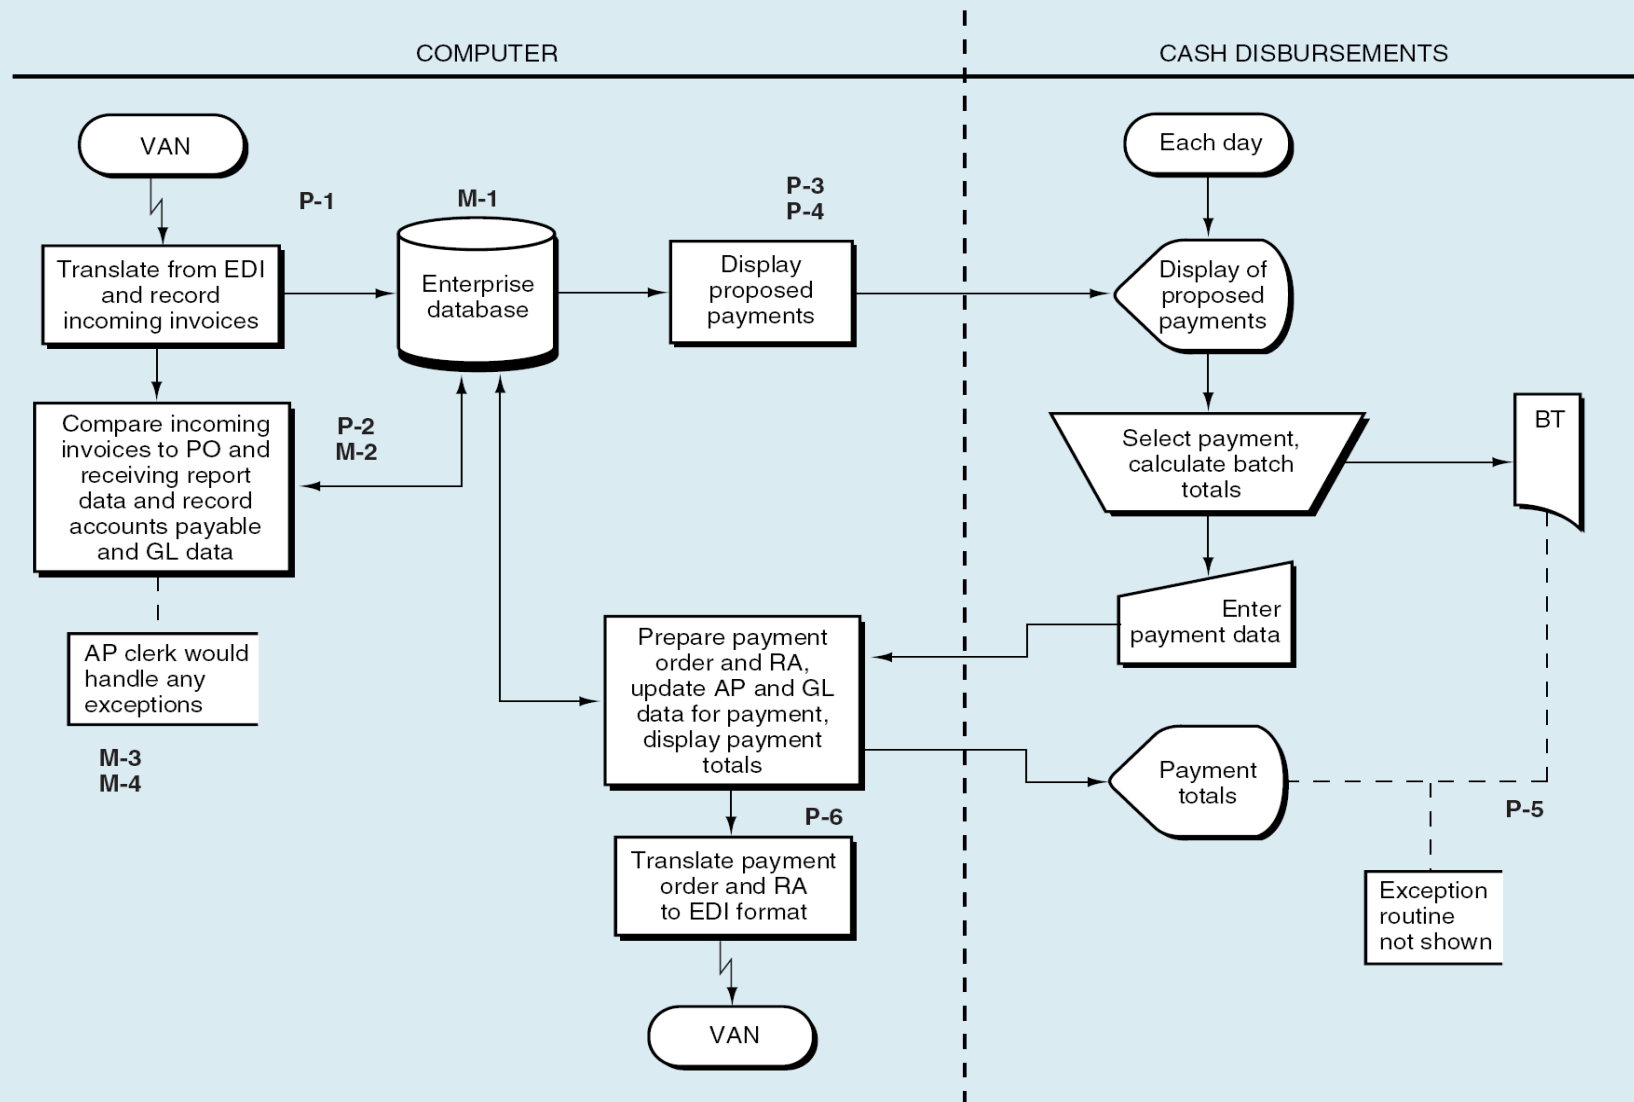 COMPUTER
CASH DISBURSEMENTS
VAN
Each day
P-1
M-1
P-3
P-4
Translate from EDI
and record
incoming invoices
Enterprise
database
Display
proposed
payments
Display of
proposed
payments
Compare incoming
invoices to PO and
receiving report
data and record
accounts payable
and GL data
P-2
M-2
Select payment,
calculate batch
totals
BT
Enter
payment data
AP clerk would
handle any
exceptions
M-3
M-4
Prepare payment
order and RA,
update AP and GL
data for payment,
display payment
totals
Payment
totals
P-5
P-6
Translate payment
order and RA
to EDI format
Exception
routine
not shown
VAN